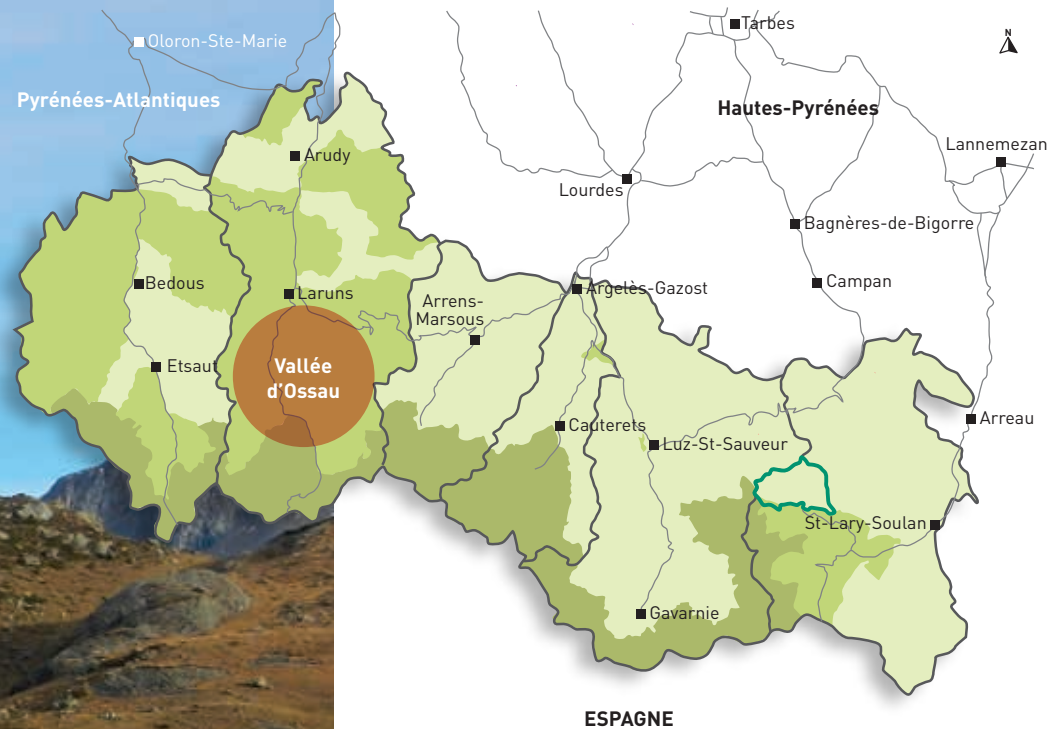 Tarbes
Oloron-Ste-Marie
N
Pyrénées-Atlantiques
Hautes-Pyrénées
Lannemezan
Arudy
Lourdes
Bagnères-de-Bigorre
Bedous
Laruns
Argelès-Gazost
Campan
Arrens-
Marsous
Etsaut
Vallée
d'Ossau
Cauterets
Luz-St-Sauveur
Arreau
St-Lary-Soulan
Gavarnie
ESPAGNE